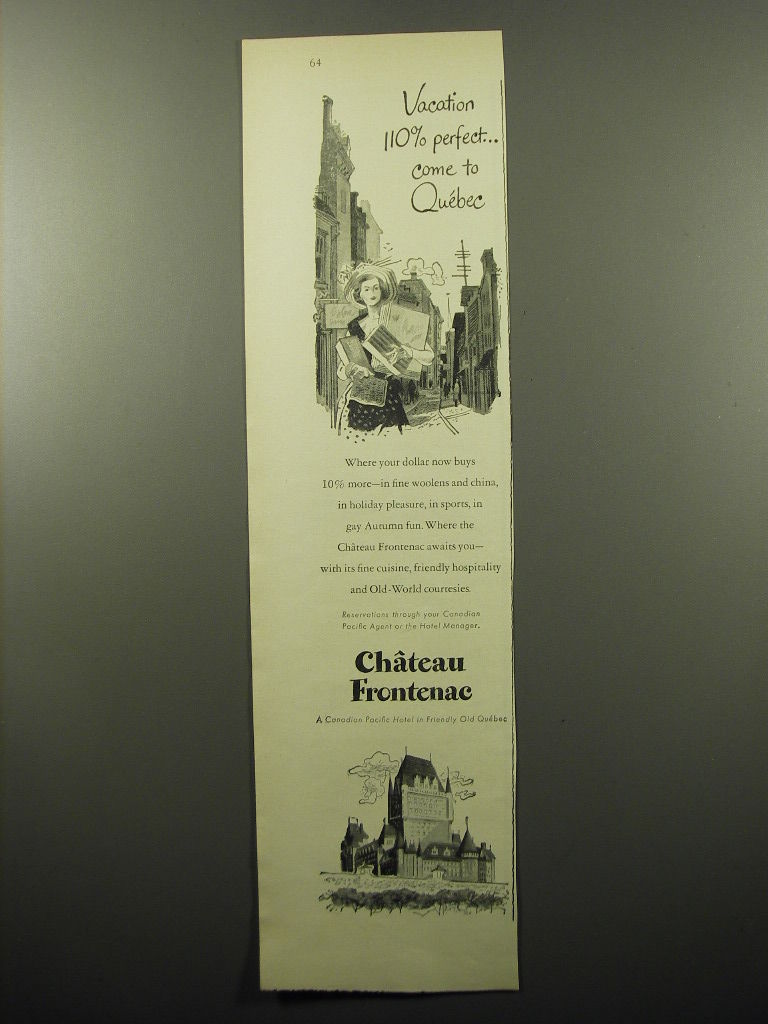 64
Vacation
110% perfect...
come to
Québec
Where your dollar now buys
10% more—in fine woolens and china,
in holiday pleasure, in sports, in
gay Autumn fun. Where the
Château Frontenac awaits you—
with its fine cuisine, friendly hospitality
and Old-World courtesies.
Reservations through your Canadian
Pacific Agent or the Hotel Manager.
Château
Frontenac
A Canadian Pacific Hotel in Friendly Old Québec